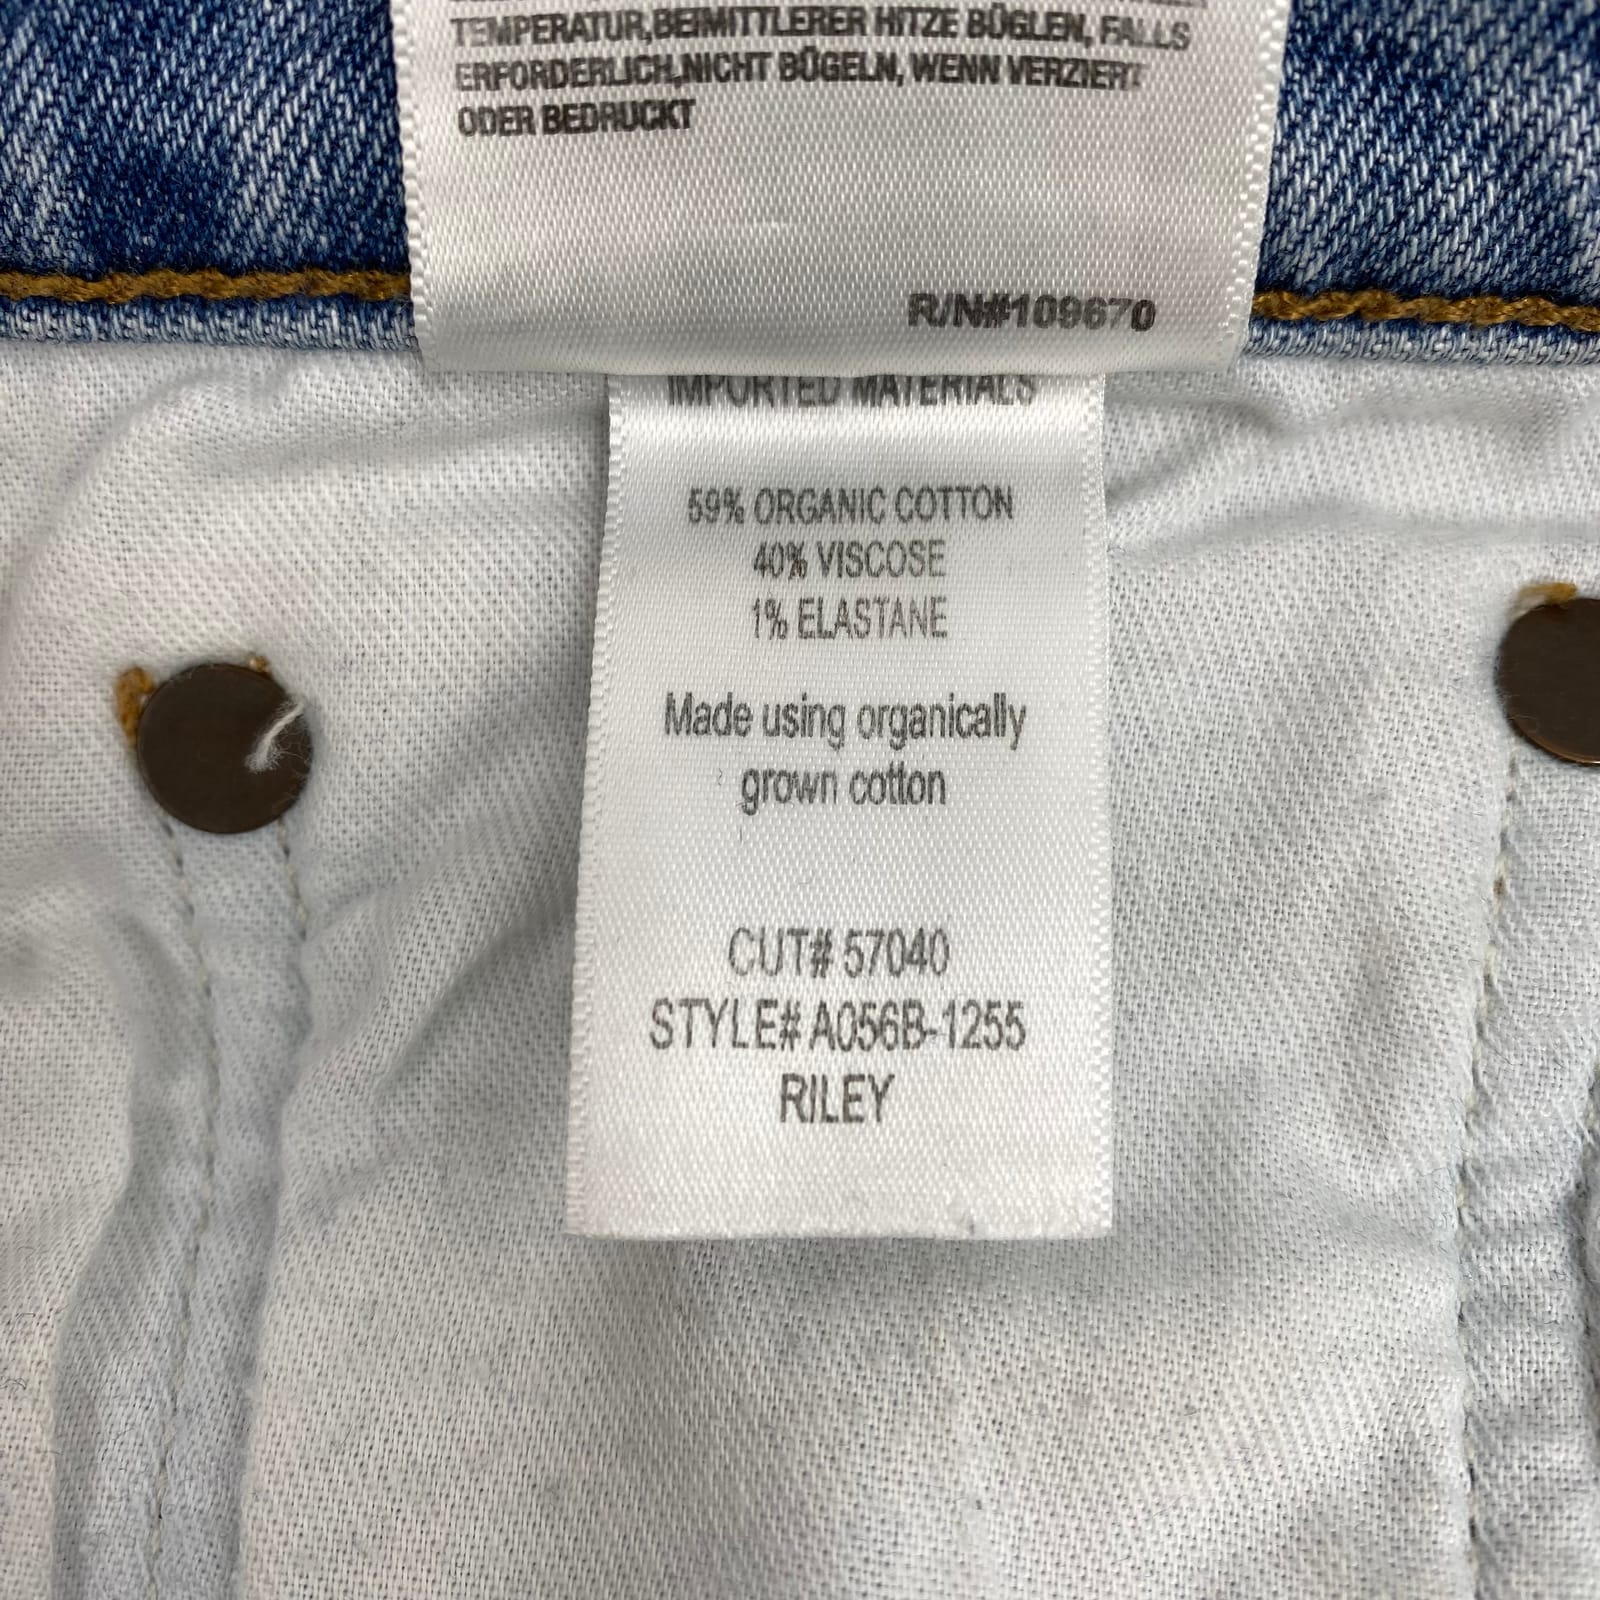 TEMPERATUR,BEIMITTLERER HITZE BÜGLEN, FALLS
ERFORDERLICH,NICHT BÜGELN, WENN VERZIERT
ODER BEDRUCKT
R/N#109670
IMPORTED MATERIALS
59% ORGANIC COTTON
40% VISCOSE
1% ELASTANE
Made using organically
grown cotton
CUT# 57040
STYLE# A056B-1255
RILEY